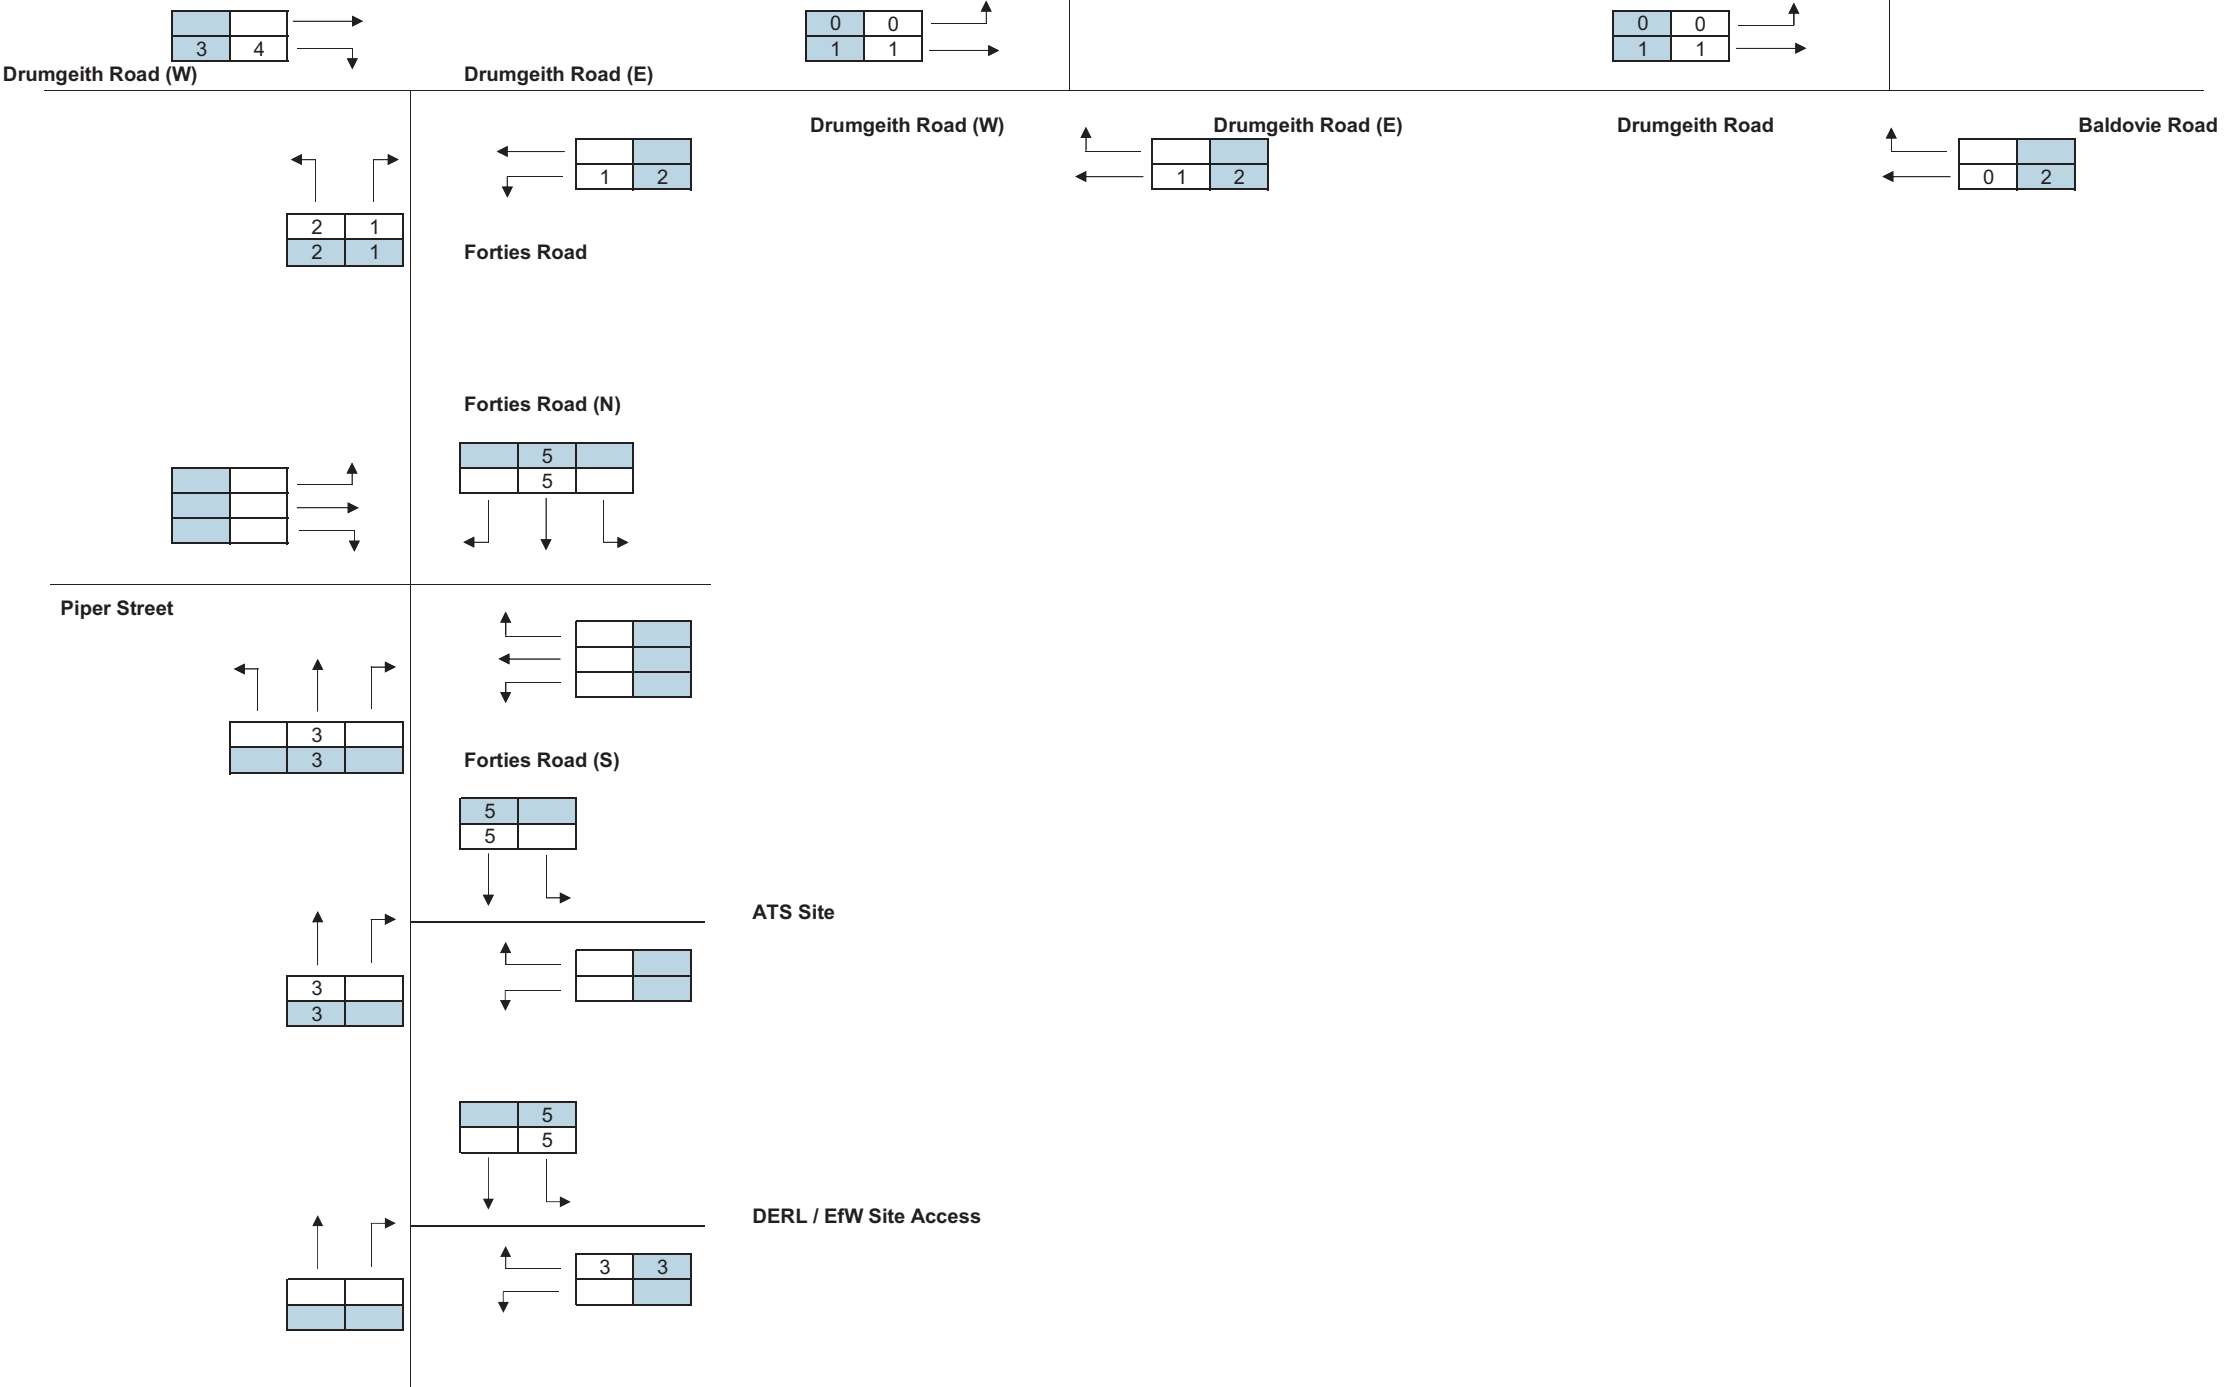 0 0 0 0
3 4 1 1 1 1
Drumgeith Road (W) Drumgeith Road (E)
Drumgeith Road (W) Drumgeith Road (E) Drumgeith Road Baldovie Road
1 2 1 2 0 2
2 1
2 1 Forties Road
Forties Road (N)
5
5
Piper Street
3
3 Forties Road (S)
5
5
ATS Site
3
3
5
5
DERL / EfW Site Access
3 3